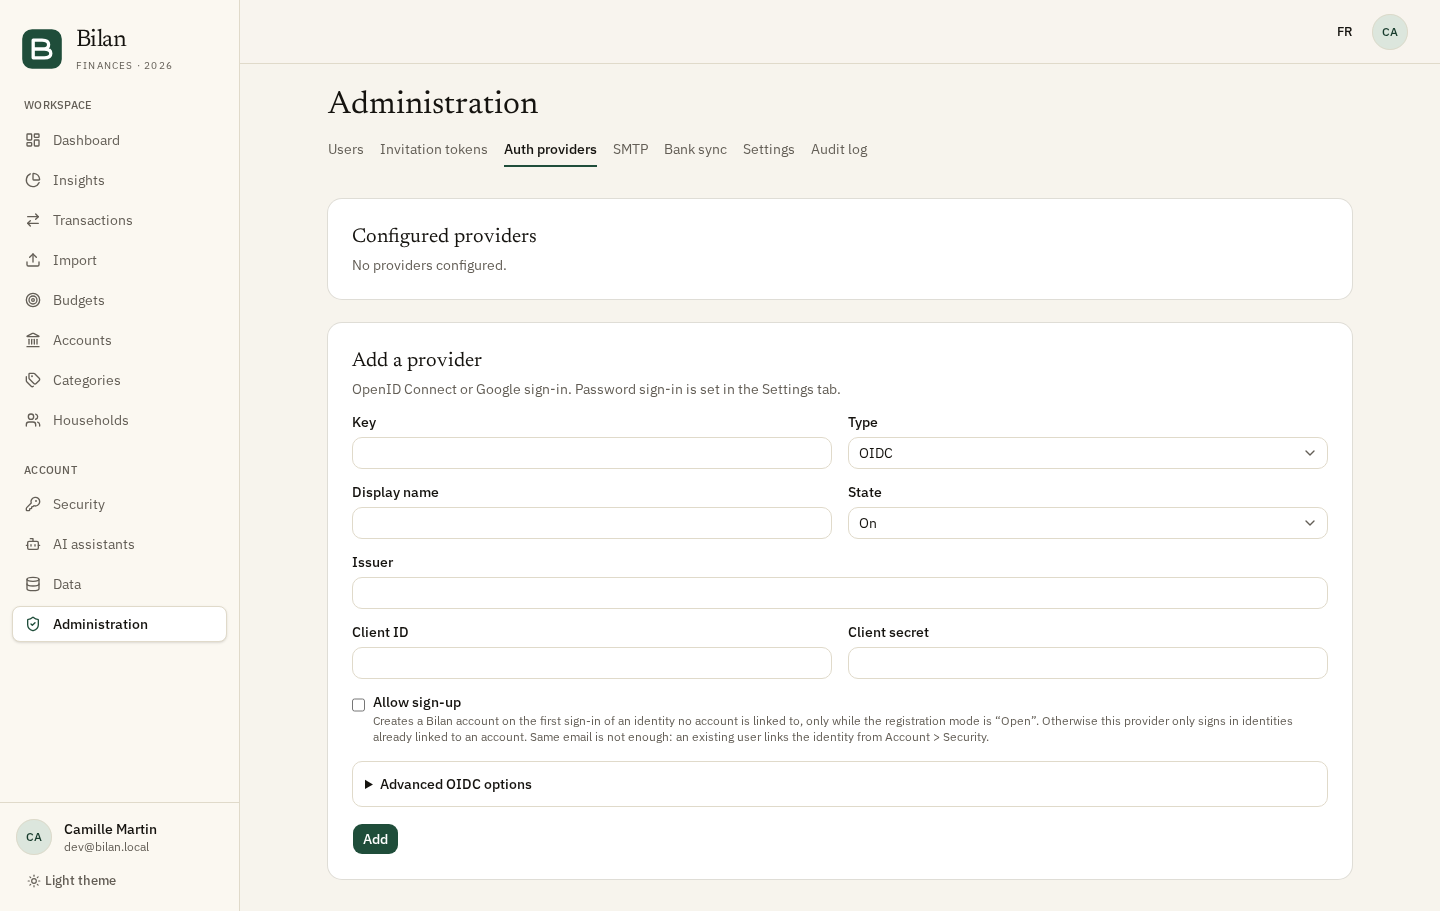 Bilan
FINANCES · 2026
WORKSPACE
Dashboard
Insights
Transactions
Import
Budgets
Accounts
Categories
Households
ACCOUNT
Security
AI assistants
Data
Administration
CA
Camille Martin
dev@bilan.local
Light theme
FR
CA
Administration
Users
Invitation tokens
Auth providers
SMTP
Bank sync
Settings
Audit log
Configured providers
No providers configured.
Add a provider
OpenID Connect or Google sign-in. Password sign-in is set in the Settings tab.
Key
Type
OIDC
Display name
State
On
Issuer
Client ID
Client secret
Allow sign-up
Creates a Bilan account on the first sign-in of an identity no account is linked to, only while the registration mode is “Open”. Otherwise this provider only signs in identities
already linked to an account. Same email is not enough: an existing user links the identity from Account > Security.
Advanced OIDC options
Add